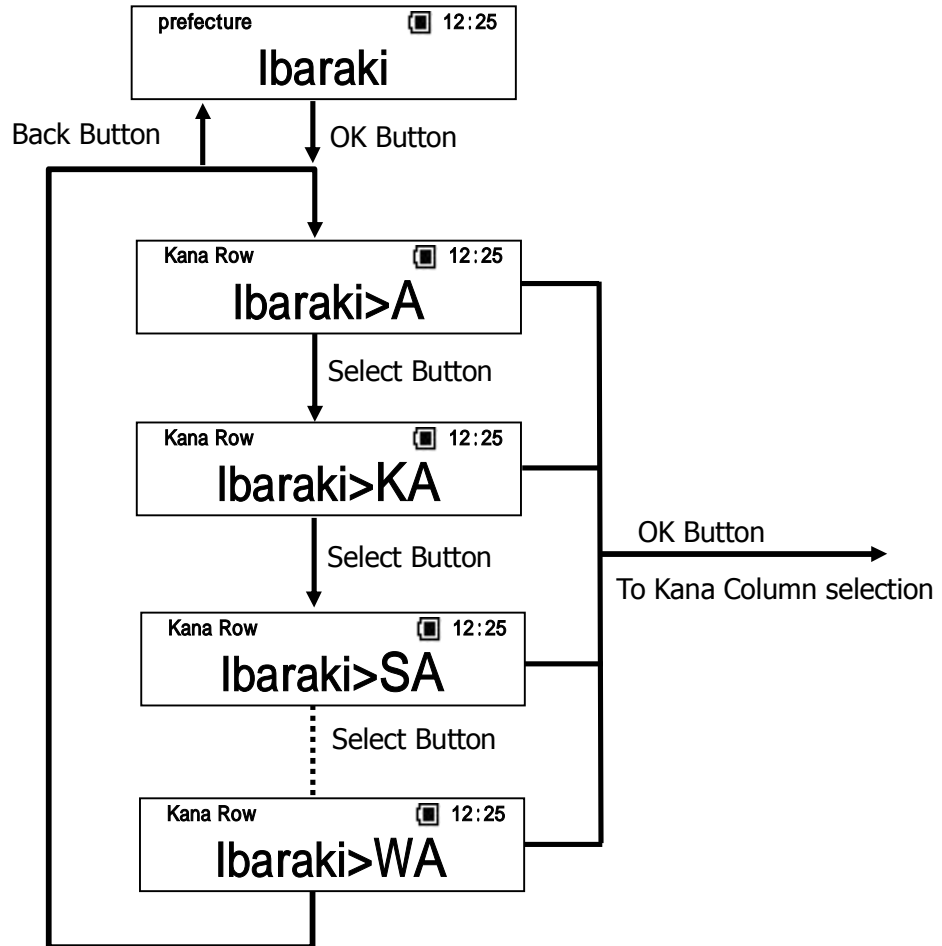 prefecture 12:25
Ibaraki
Back Button
OK Button
Kana Row 12:25
Ibaraki>A
Select Button
Kana Row 12:25
Ibaraki>KA
OK Button
Select Button
To Kana Column selection
Kana Row 12:25
Ibaraki>SA
Select Button
Kana Row 12:25
Ibaraki>WA